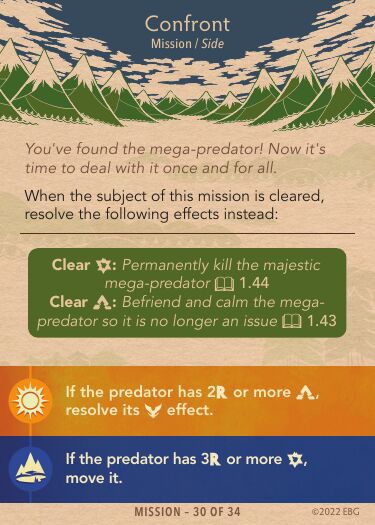 Confront
Mission / Side
You've found the mega-predator! Now it's
time to deal with it once and for all.
When the subject of this mission is cleared,
resolve the following effects instead:
Clear : Permanently kill the majestic
mega-predator 1.44
Clear : Befriend and calm the mega-
predator so it is no longer an issue 1.43
If the predator has 2R or more ,
resolve its effect.
If the predator has 3R or more ,
move it.
MISSION - 30 OF 34
©2022 EBG